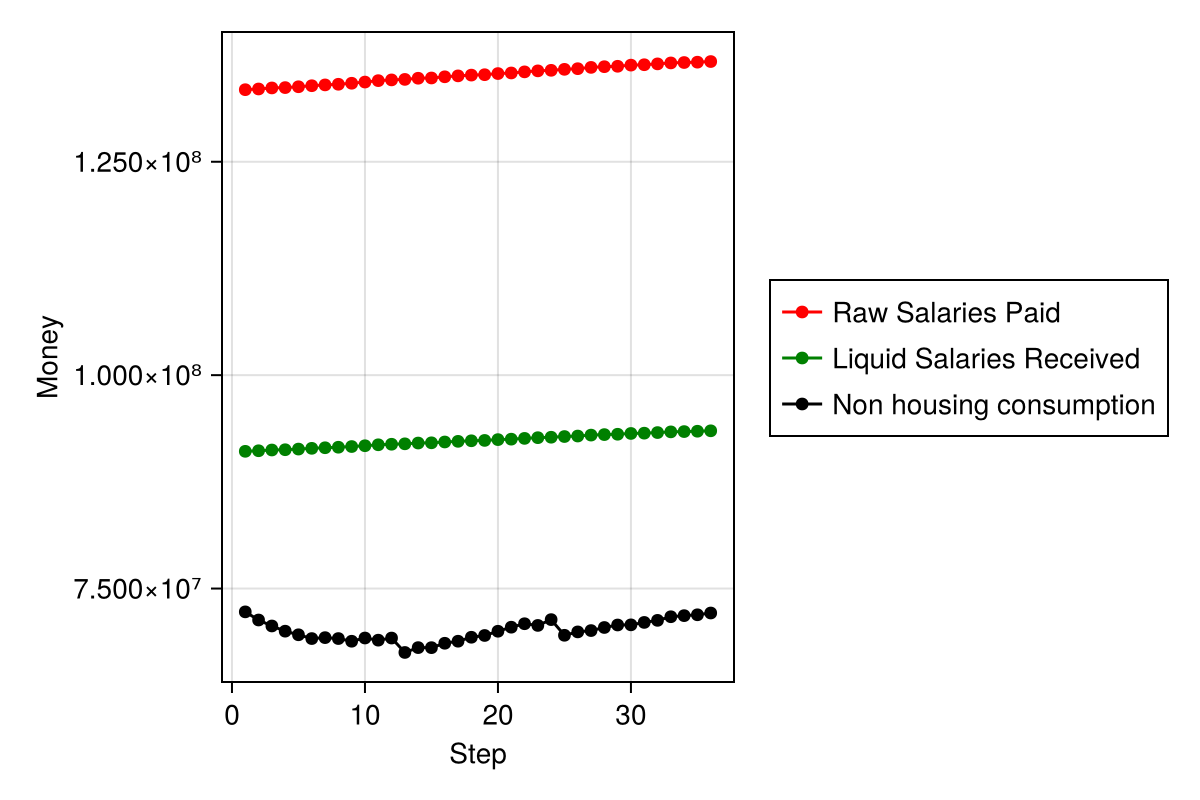 1.250×10⁸
1.000×10⁸
7.500×10⁷
Money
0 10 20 30
Step
Raw Salaries Paid
Liquid Salaries Received
Non housing consumption